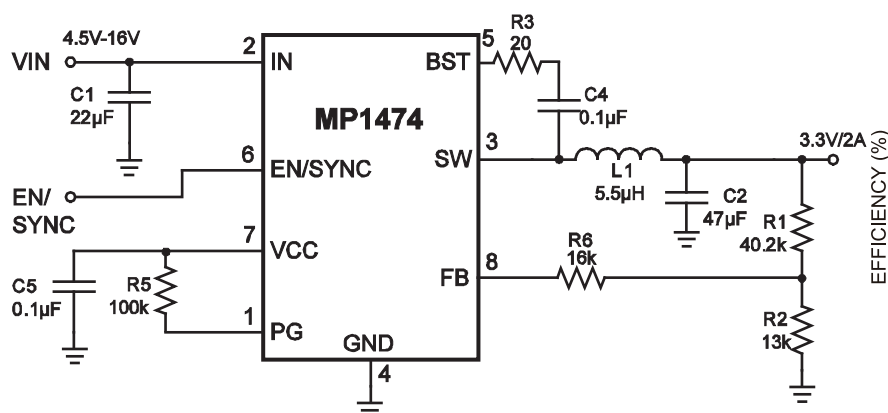 4.5V-16V
VIN
2
IN
C1
22µF
6
EN/SYNC
EN/
SYNC
7
VCC
C5
0.1µF
R5
100k
1
PG
MP1474
GND
4
BST
5
R3
20
C4
0.1µF
SW
3
L1
5.5µH
3.3V/2A
C2
47µF
R1
40.2k
FB
8
R6
16k
R2
13k
EFFICIENCY (%)